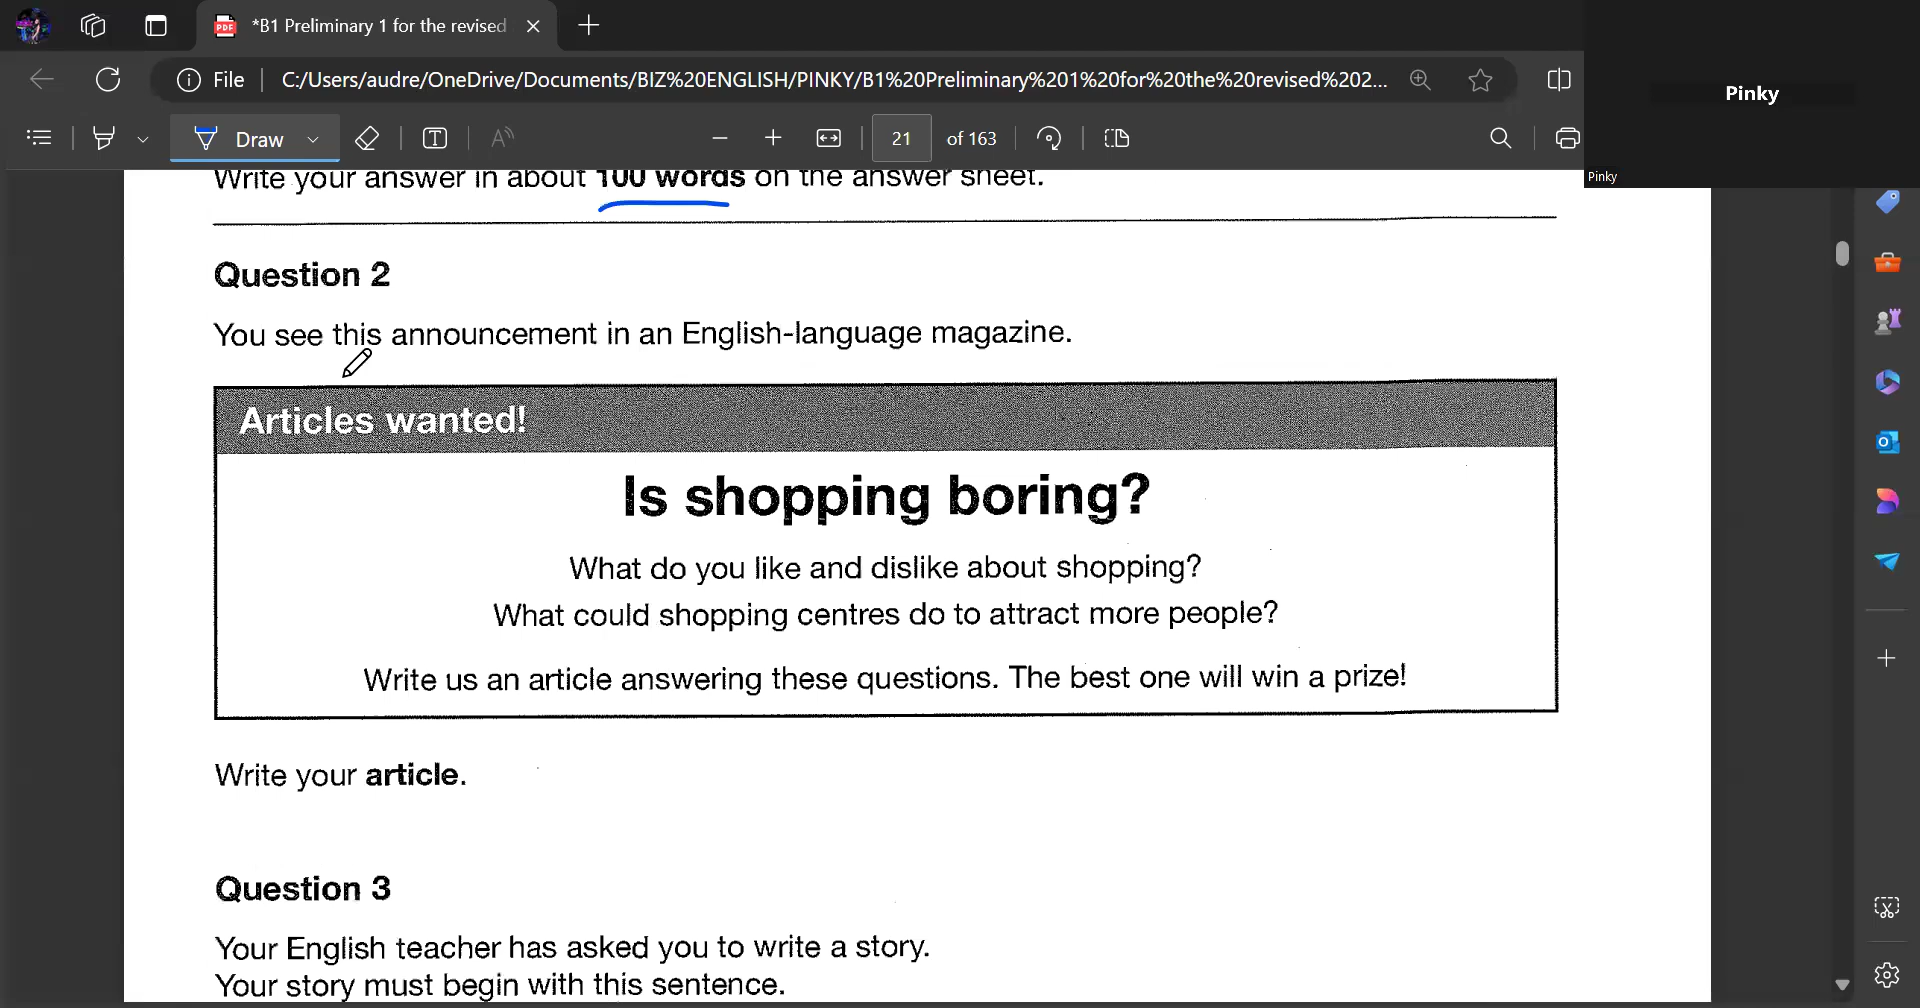 *B1 Preliminary 1 for the revised
File
C:/Users/audre/OneDrive/Documents/BIZ%20ENGLISH/PINKY/B1%20Preliminary%201%20for%20the%20revised%202...
Pinky
Draw
21 of 163
Pinky
Write your answer in about 100 words on the answer sheet.
Question 2
You see this announcement in an English-language magazine.
Articles wanted!
Is shopping boring?
What do you like and dislike about shopping?
What could shopping centres do to attract more people?
Write us an article answering these questions. The best one will win a prize!
Write your article.
Question 3
Your English teacher has asked you to write a story.
Your story must begin with this sentence.